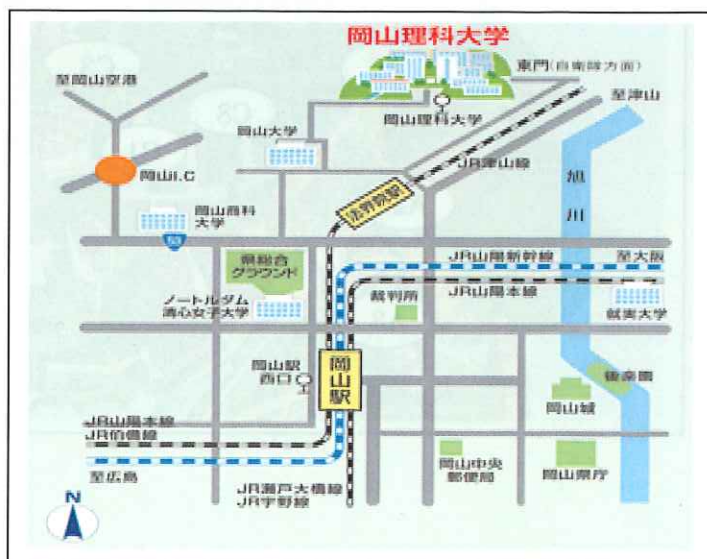 岡山理科大学
東門(自衛隊方面)
至岡山空港
至津山
岡山理科大学
岡山大学
岡山I.C
JR津山線
旭川
法界院駅
岡山商科
大学
53
県総合
グラウンド
JR山陽新幹線
至大阪
JR山陽本線
裁判所
ノートルダム
清心女子大学
就実大学
岡山駅
西口
岡山駅
後楽園
岡山城
JR山陽本線
JR伯備線
至広島
岡山中央
郵便局
岡山県庁
JR瀬戸大橋線
JR宇野線
N